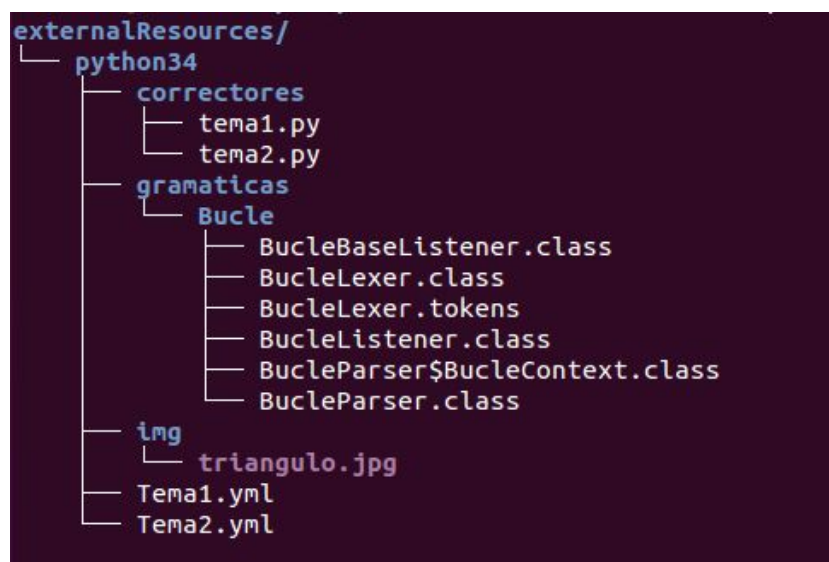 externalResources/
└── python34
    ├── correctores
    │   ├── tema1.py
    │   └── tema2.py
    ├── gramaticas
    │   └── Bucle
    │       ├── BucleBaseListener.class
    │       ├── BucleLexer.class
    │       ├── BucleLexer.tokens
    │       ├── BucleListener.class
    │       ├── BucleParser$BucleContext.class
    │       └── BucleParser.class
    ├── img
    │   └── triangulo.jpg
    ├── Tema1.yml
    └── Tema2.yml